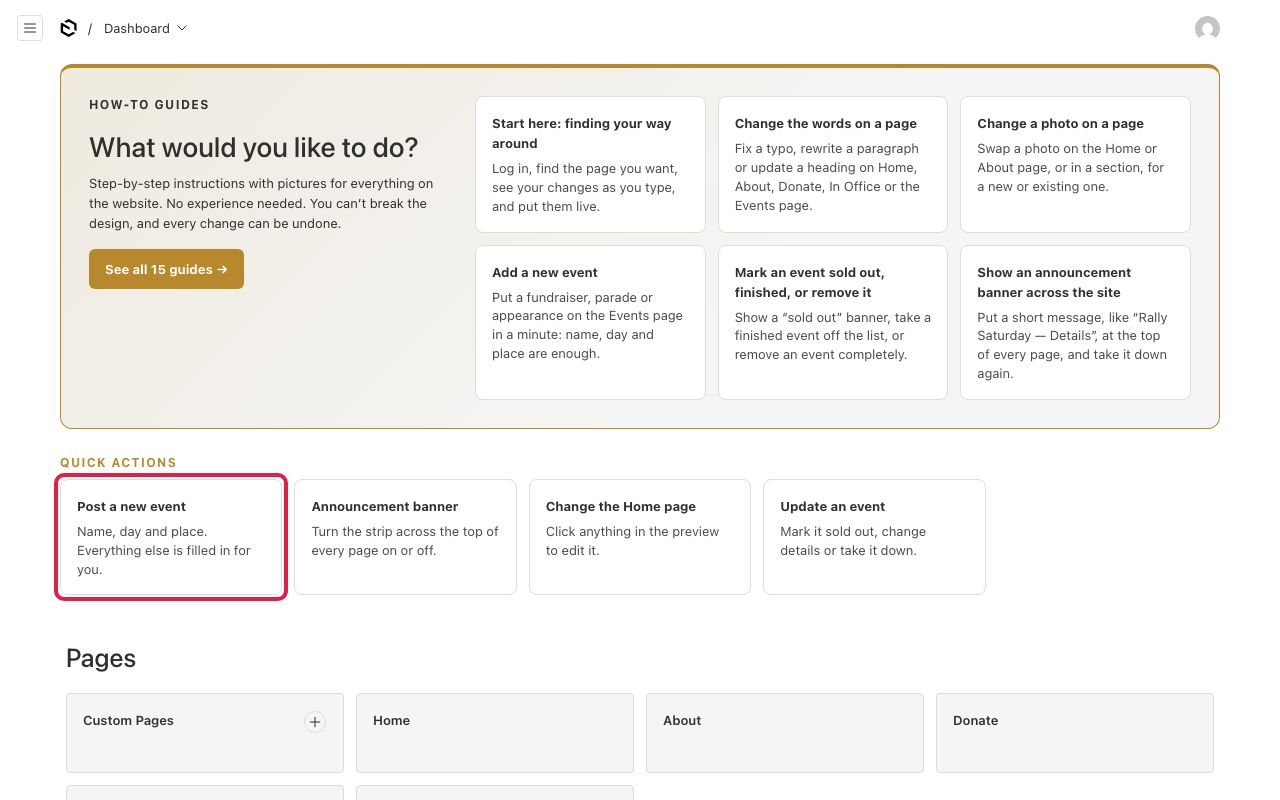 / Dashboard
HOW-TO GUIDES
What would you like to do?
Step-by-step instructions with pictures for everything on
the website. No experience needed. You can’t break the
design, and every change can be undone.
See all 15 guides →
Start here: finding your way
around
Log in, find the page you want,
see your changes as you type,
and put them live.
Change the words on a page
Fix a typo, rewrite a paragraph
or update a heading on Home,
About, Donate, In Office or the
Events page.
Change a photo on a page
Swap a photo on the Home or
About page, or in a section, for
a new or existing one.
Add a new event
Put a fundraiser, parade or
appearance on the Events page
in a minute: name, day and
place are enough.
Mark an event sold out,
finished, or remove it
Show a “sold out” banner, take a
finished event off the list, or
remove an event completely.
Show an announcement
banner across the site
Put a short message, like “Rally
Saturday — Details”, at the top
of every page, and take it down
again.
QUICK ACTIONS
Post a new event
Name, day and place.
Everything else is filled in for
you.
Announcement banner
Turn the strip across the top of
every page on or off.
Change the Home page
Click anything in the preview
to edit it.
Update an event
Mark it sold out, change
details or take it down.
Pages
Custom Pages
Home
About
Donate